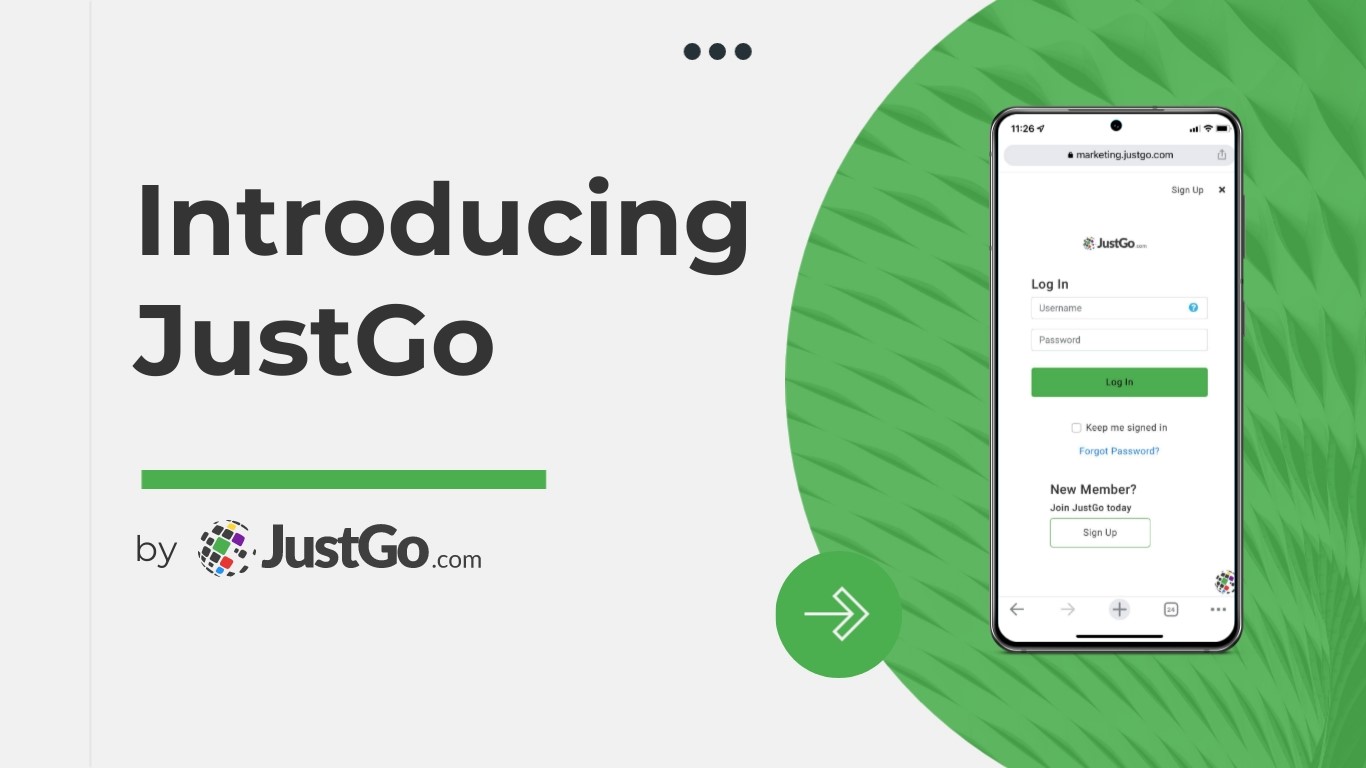 Introducing
JustGo
by JustGo.com
11:26
marketing.justgo.com
Sign Up
JustGo.com
Log In
Username
?
Password
Log In
Keep me signed in
Forgot Password?
New Member?
Join JustGo today
Sign Up
24